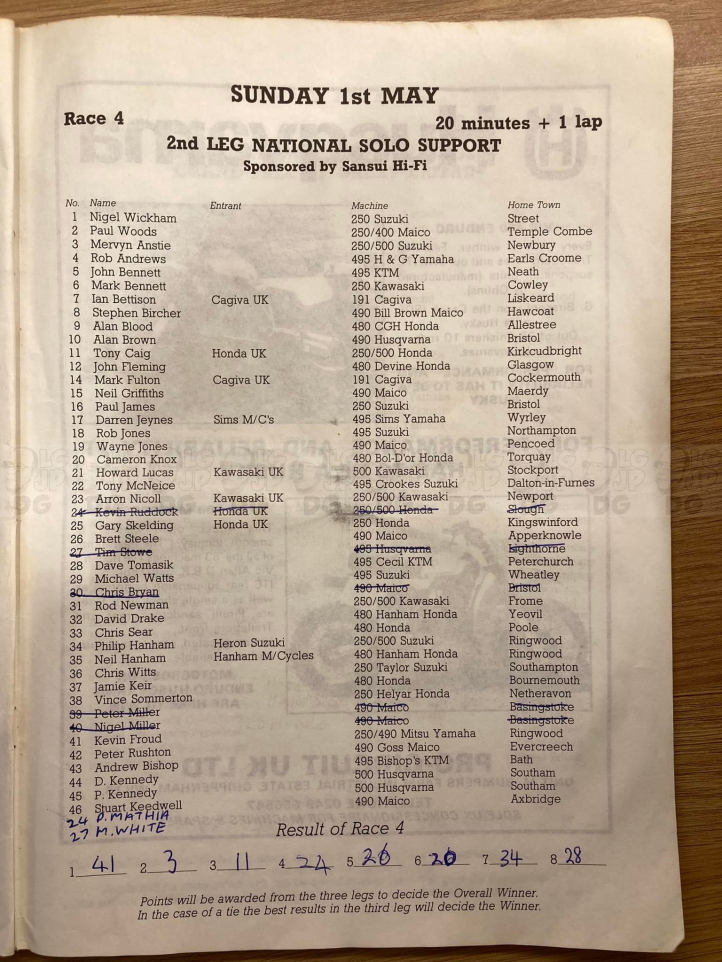 SUNDAY 1st MAY
Race 4 20 minutes + 1 lap
2nd LEG NATIONAL SOLO SUPPORT
Sponsored by Sansui Hi-Fi
No. Name Entrant Machine Home Town
1 Nigel Wickham 250 Suzuki Street
2 Paul Woods 250/400 Maico Temple Combe
3 Mervyn Anstie 250/500 Suzuki Newbury
4 Rob Andrews 495 H & G Yamaha Earls Croome
5 John Bennett 495 KTM Neath
6 Mark Bennett 250 Kawasaki Cowley
7 Ian Bettison Cagiva UK 191 Cagiva Liskeard
8 Stephen Bircher 490 Bill Brown Maico Hawcoat
9 Alan Blood 480 CGH Honda Allestree
10 Alan Brown 490 Husqvarna Bristol
11 Tony Caig Honda UK 250/500 Honda Kirkcudbright
12 John Fleming 480 Devine Honda Glasgow
14 Mark Fulton Cagiva UK 191 Cagiva Cockermouth
15 Neil Griffiths 490 Maico Maerdy
16 Paul James 250 Suzuki Bristol
17 Darren Jeynes Sims M/C's 495 Sims Yamaha Wyrley
18 Rob Jones 495 Suzuki Northampton
19 Wayne Jones 490 Maico Pencoed
20 Cameron Knox 480 Bol-D'or Honda Torquay
21 Howard Lucas Kawasaki UK 500 Kawasaki Stockport
22 Tony McNeice 495 Crookes Suzuki Dalton-in-Furnes
23 Arron Nicoll Kawasaki UK 250/500 Kawasaki Newport
24 Kevin Ruddock Honda UK 250/500 Honda Slough
25 Gary Skelding Honda UK 250 Honda Kingswinford
26 Brett Steele 490 Maico Apperknowle
27 Tim Stowe 495 Husqvarna Lighthorne
28 Dave Tomasik 495 Cecil KTM Peterchurch
29 Michael Watts 495 Suzuki Wheatley
30 Chris Bryan 490 Maico Bristol
31 Rod Newman 250/500 Kawasaki Frome
32 David Drake 480 Hanham Honda Yeovil
33 Chris Sear 480 Honda Poole
34 Philip Hanham Heron Suzuki 250/500 Suzuki Ringwood
35 Neil Hanham Hanham M/Cycles 480 Hanham Honda Ringwood
36 Chris Witts 250 Taylor Suzuki Southampton
37 Jamie Keir 480 Honda Bournemouth
38 Vince Sommerton 250 Helyar Honda Netheravon
39 Peter Miller 490 Maico Basingstoke
40 Nigel Miller 490 Maico Basingstoke
41 Kevin Froud 250/490 Mitsu Yamaha Ringwood
42 Peter Rushton 490 Goss Maico Evercreech
43 Andrew Bishop 495 Bishop's KTM Bath
44 D. Kennedy 500 Husqvarna Southam
45 P. Kennedy 500 Husqvarna Southam
46 Stuart Keedwell 490 Maico Axbridge
24 P. MATHIA
27 M. WHITE
Result of Race 4
1 41 2 3 3 11 4 24 5 26 6 20 7 34 8 28
Points will be awarded from the three legs to decide the Overall Winner.
In the case of a tie the best results in the third leg will decide the Winner.